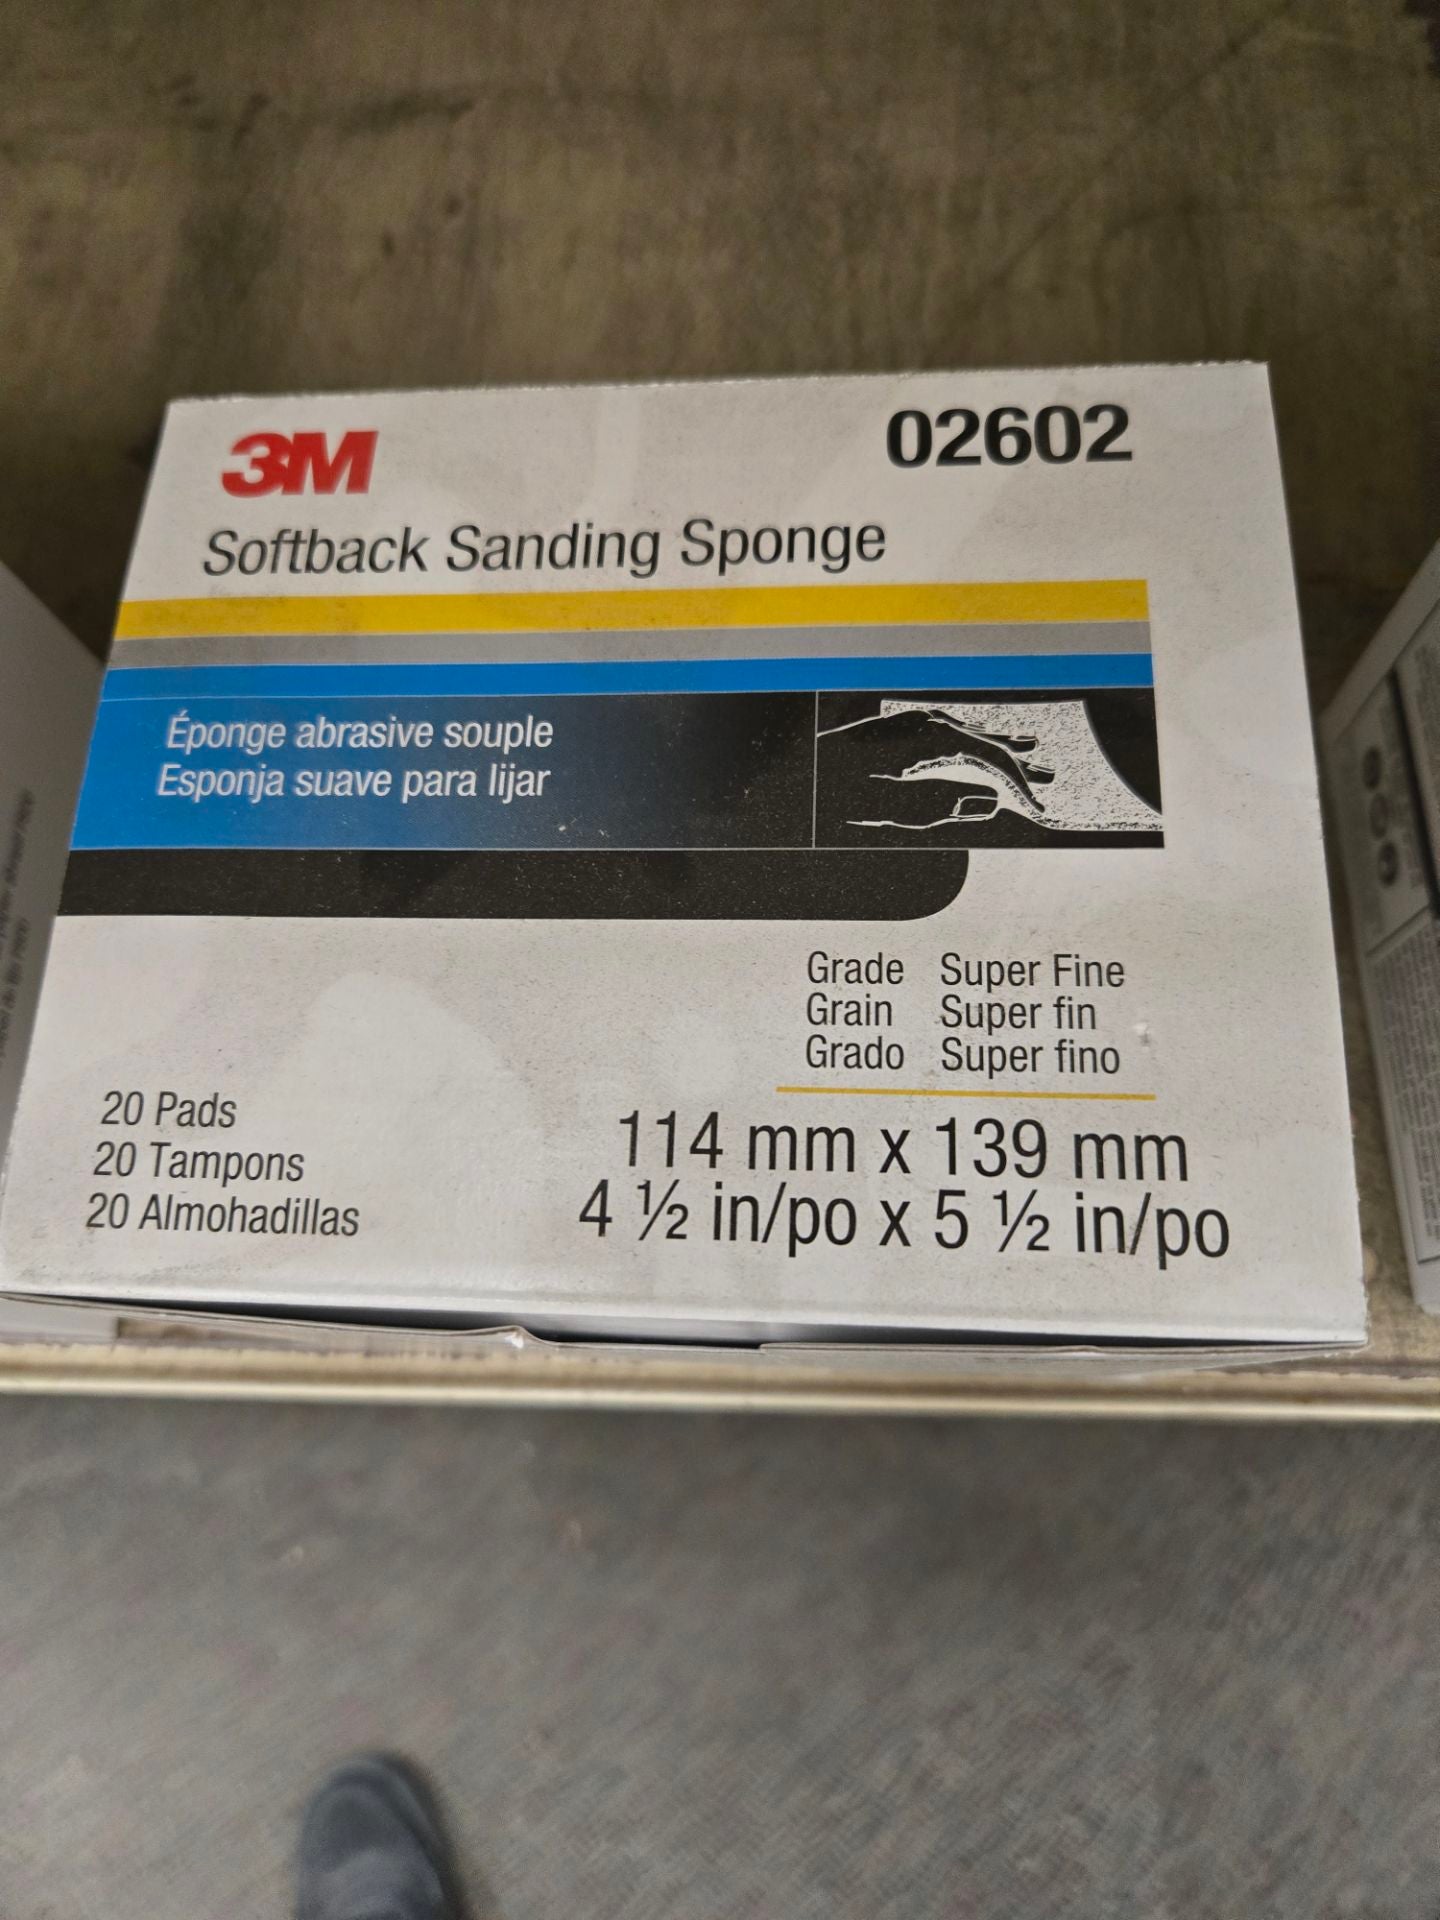 3M
02602
Softback Sanding Sponge
Éponge abrasive souple
Esponja suave para lijar
Grade Super Fine
Grain Super fin
Grado Super fino
20 Pads
20 Tampons
20 Almohadillas
114 mm x 139 mm
4 ½ in/po x 5 ½ in/po